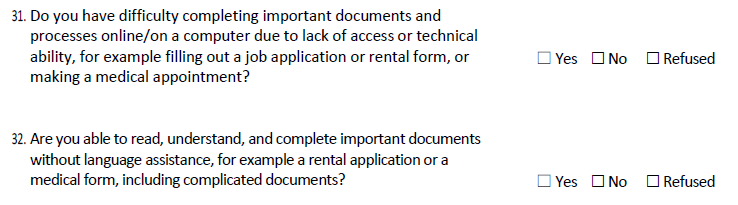 31. Do you have difficulty completing important documents and
processes online/on a computer due to lack of access or technical
ability, for example filling out a job application or rental form, or
making a medical appointment?
☐ Yes ☐ No ☐ Refused
32. Are you able to read, understand, and complete important documents
without language assistance, for example a rental application or a
medical form, including complicated documents?
☐ Yes ☐ No ☐ Refused